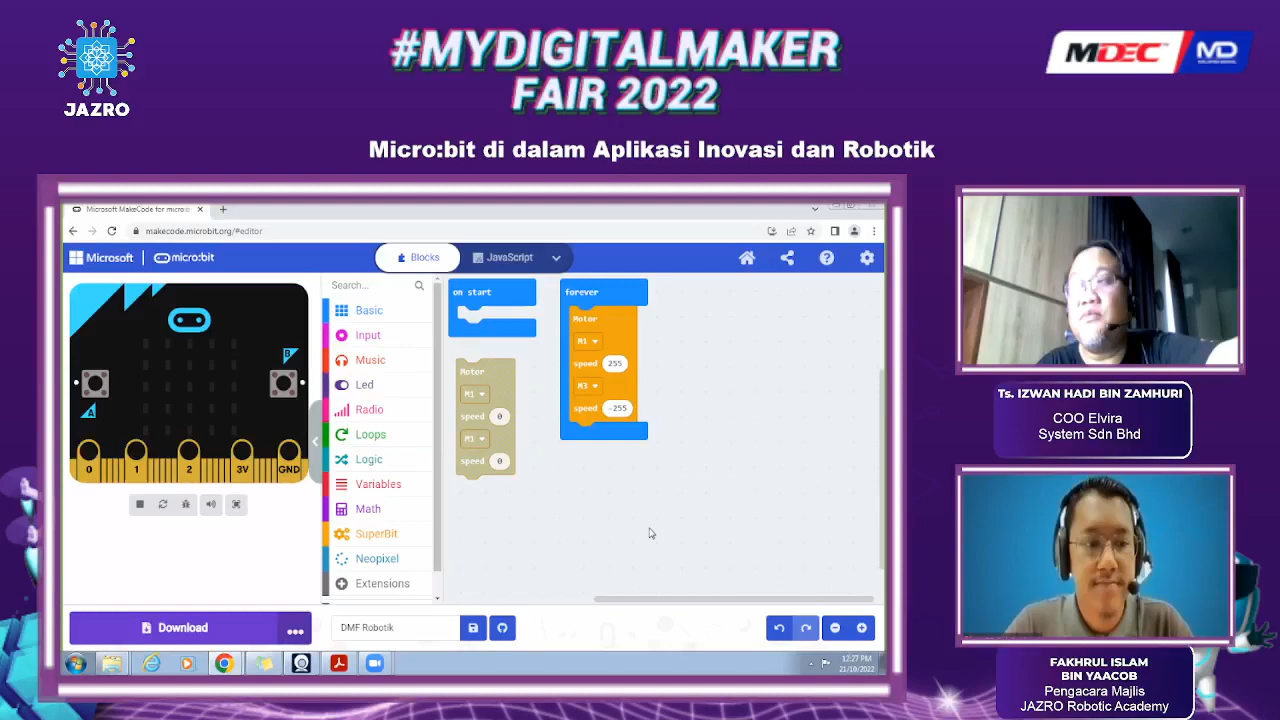 JAZRO
#MYDIGITALMAKER
FAIR 2022
MDEC
MD
Micro:bit di dalam Aplikasi Inovasi dan Robotik
Microsoft MakeCode for micro:
makecode.microbit.org/#editor
Microsoft
micro:bit
Blocks
JavaScript
Search...
Basic
Input
Music
Led
Radio
Loops
Logic
Variables
Math
SuperBit
Neopixel
Extensions
A
B
0
1
2
3V
GND
on start
Motor
M1
speed 0
M1
speed 0
forever
Motor
M1
speed 255
M3
speed -255
Download
DMF Robotik
12:27 PM
21/10/2022
Ts. IZWAN HADI BIN ZAMHURI
COO Elvira
System Sdn Bhd
FAKHRUL ISLAM
BIN YAACOB
Pengacara Majlis
JAZRO Robotic Academy